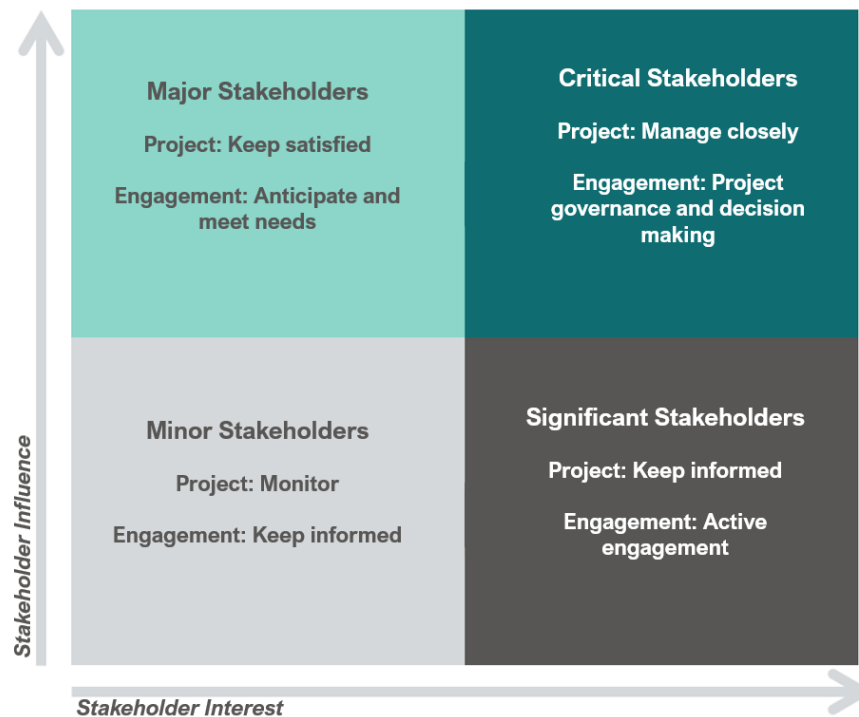 Major Stakeholders
Project: Keep satisfied
Engagement: Anticipate and
meet needs
Critical Stakeholders
Project: Manage closely
Engagement: Project
governance and decision
making
Minor Stakeholders
Project: Monitor
Engagement: Keep informed
Significant Stakeholders
Project: Keep informed
Engagement: Active
engagement
Stakeholder Influence
Stakeholder Interest